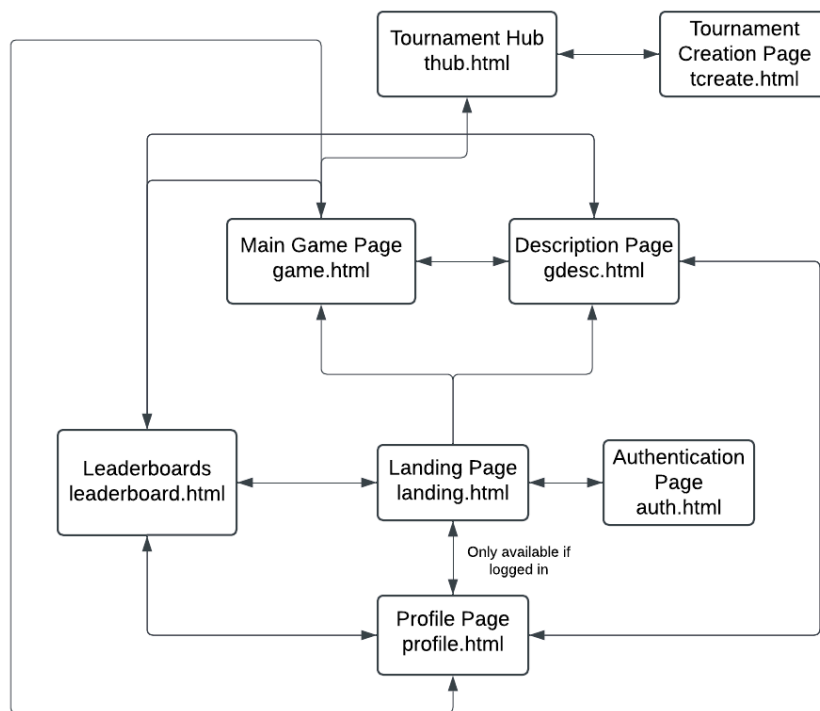 Tournament Hub
thub.html
Tournament
Creation Page
tcreate.html
Main Game Page
game.html
Description Page
gdesc.html
Leaderboards
leaderboard.html
Landing Page
landing.html
Authentication
Page
auth.html
Only available if
logged in
Profile Page
profile.html